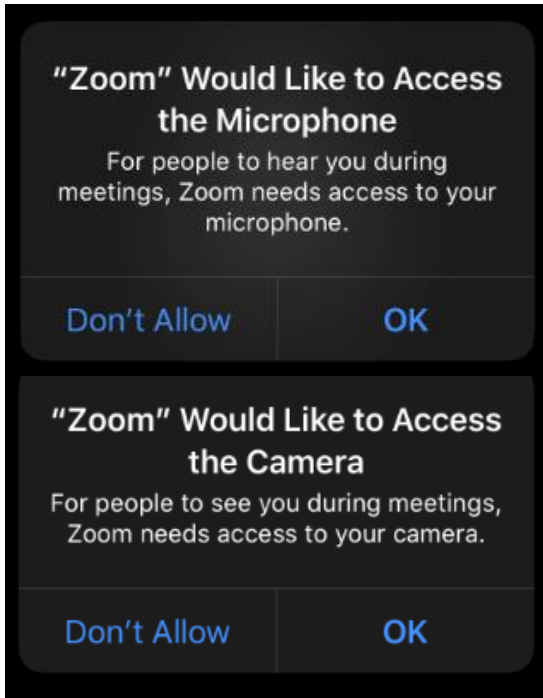 “Zoom” Would Like to Access
the Microphone
For people to hear you during
meetings, Zoom needs access to your
microphone.
Don’t Allow
OK
“Zoom” Would Like to Access
the Camera
For people to see you during meetings,
Zoom needs access to your camera.
Don’t Allow
OK